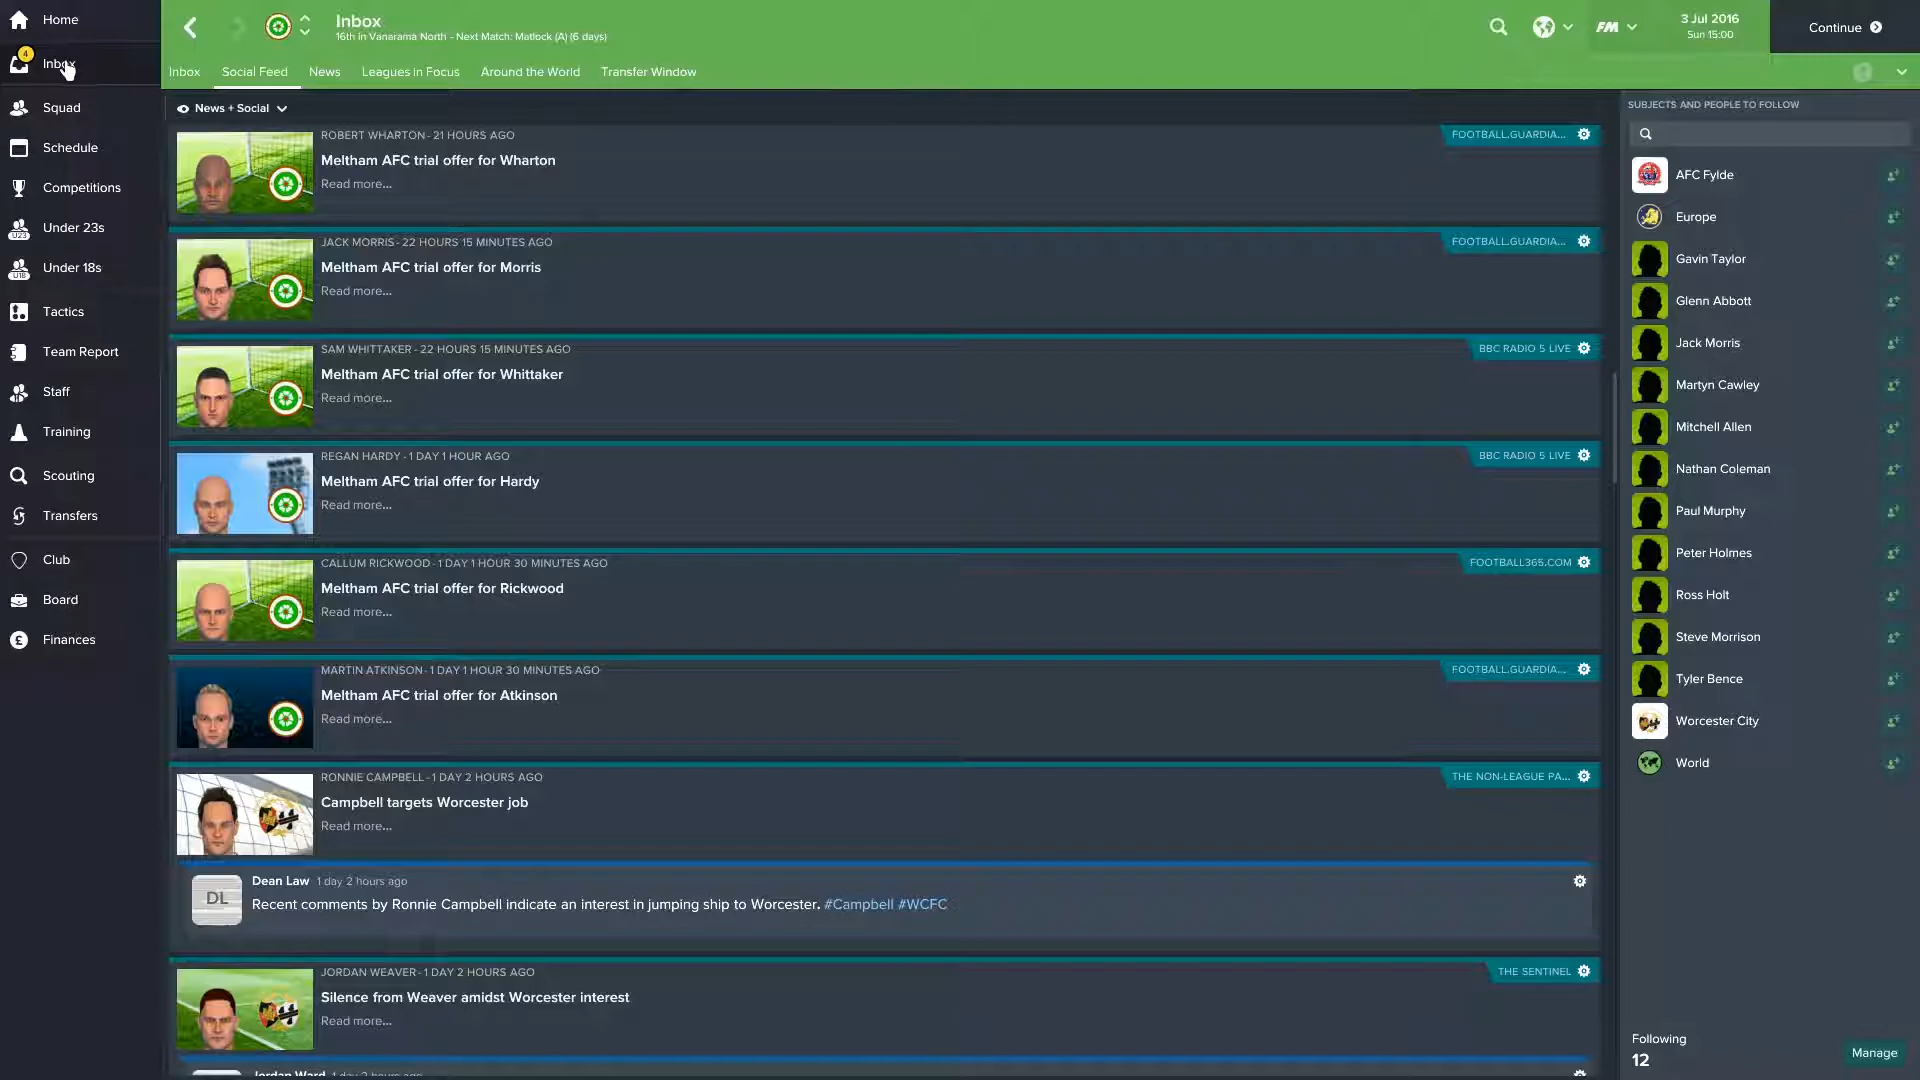 Home
4
Inbox
Squad
Schedule
Competitions
U23
Under 23s
U18
Under 18s
Tactics
Team Report
Staff
Training
Scouting
Transfers
Club
Board
£
Finances
Inbox
16th in Vanarama North - Next Match: Matlock (A) (6 days)
FM
3 Jul 2016
Sun 15:00
Continue
Inbox
Social Feed
News
Leagues in Focus
Around the World
Transfer Window
News + Social
ROBERT WHARTON - 21 HOURS AGO
FOOTBALL.GUARDIA...
Meltham AFC trial offer for Wharton
Read more...
JACK MORRIS - 22 HOURS 15 MINUTES AGO
FOOTBALL.GUARDIA...
Meltham AFC trial offer for Morris
Read more...
SAM WHITTAKER - 22 HOURS 15 MINUTES AGO
BBC RADIO 5 LIVE
Meltham AFC trial offer for Whittaker
Read more...
REGAN HARDY - 1 DAY 1 HOUR AGO
BBC RADIO 5 LIVE
Meltham AFC trial offer for Hardy
Read more...
CALLUM RICKWOOD - 1 DAY 1 HOUR 30 MINUTES AGO
FOOTBALL365.COM
Meltham AFC trial offer for Rickwood
Read more...
MARTIN ATKINSON - 1 DAY 1 HOUR 30 MINUTES AGO
FOOTBALL.GUARDIA...
Meltham AFC trial offer for Atkinson
Read more...
RONNIE CAMPBELL - 1 DAY 2 HOURS AGO
THE NON-LEAGUE PA...
Campbell targets Worcester job
Read more...
DL
Dean Law 1 day 2 hours ago
Recent comments by Ronnie Campbell indicate an interest in jumping ship to Worcester. #Campbell #WCFC
JORDAN WEAVER - 1 DAY 2 HOURS AGO
THE SENTINEL
Silence from Weaver amidst Worcester interest
Read more...
Jordan Ward 1 day 2 hours ago
SUBJECTS AND PEOPLE TO FOLLOW
AFC Fylde
Europe
Gavin Taylor
Glenn Abbott
Jack Morris
Martyn Cawley
Mitchell Allen
Nathan Coleman
Paul Murphy
Peter Holmes
Ross Holt
Steve Morrison
Tyler Bence
Worcester City
World
Following
12
Manage